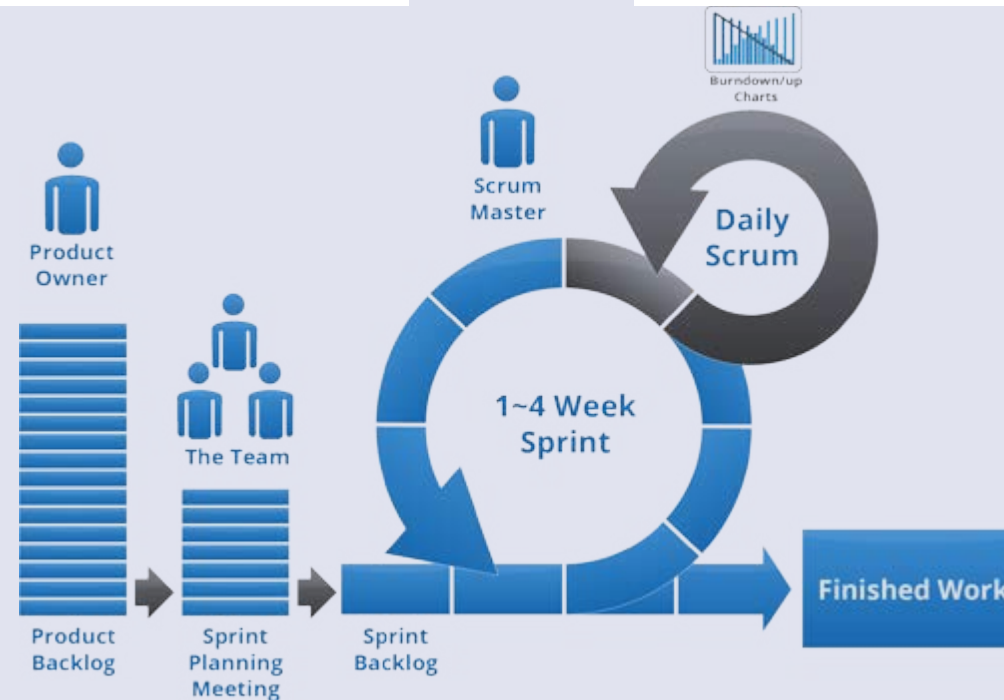 Burndown/up
Charts
Scrum
Master
Product
Owner
Daily
Scrum
The Team
1~4 Week
Sprint
Finished Work
Product
Backlog
Sprint
Planning
Meeting
Sprint
Backlog